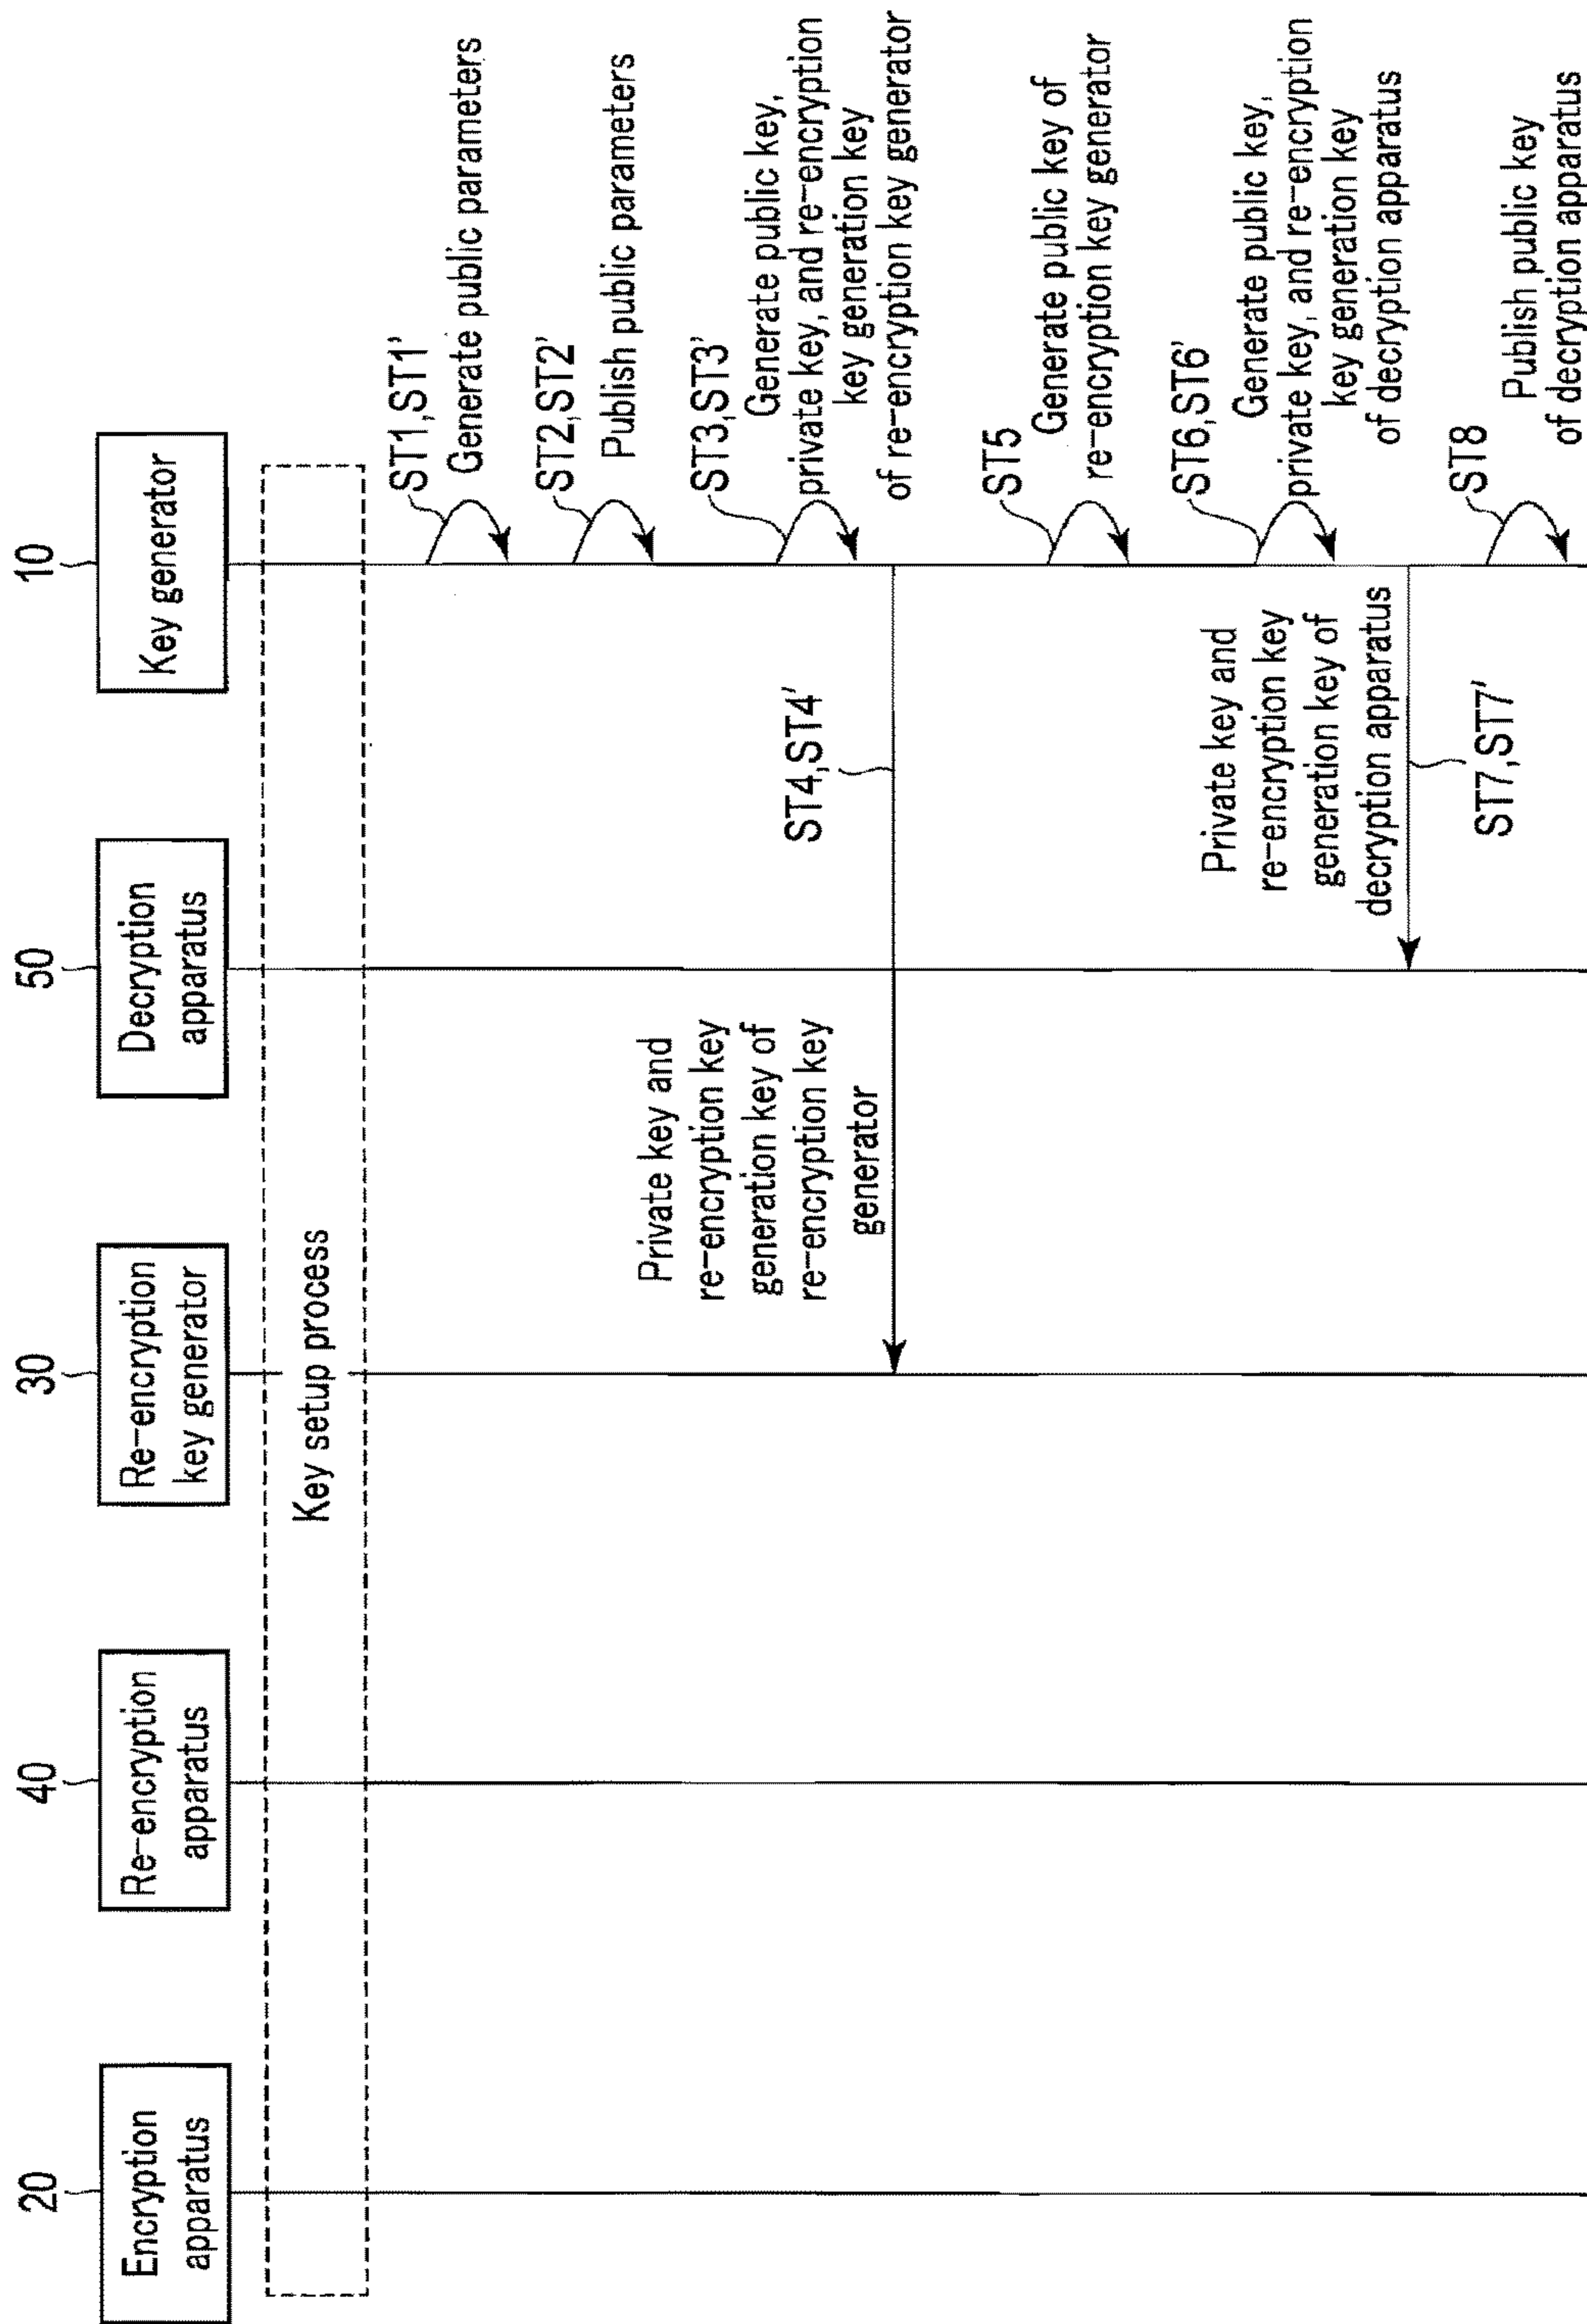 20
Encryption
apparatus
40
Re-encryption
apparatus
30
Re-encryption
key generator
50
Decryption
apparatus
10
Key generator
Key setup process
ST1,ST1'
Generate public parameters
ST2,ST2'
Publish public parameters
ST3,ST3'
Generate public key,
private key, and re-encryption
key generation key
of re-encryption key generator
Private key and
re-encryption key
generation key of
re-encryption key
generator
ST4,ST4'
ST5
Generate public key of
re-encryption key generator
ST6,ST6'
Generate public key,
private key, and re-encryption
key generation key
of decryption apparatus
Private key and
re-encryption key
generation key of
decryption apparatus
ST7,ST7'
ST8
Publish public key
of decryption apparatus